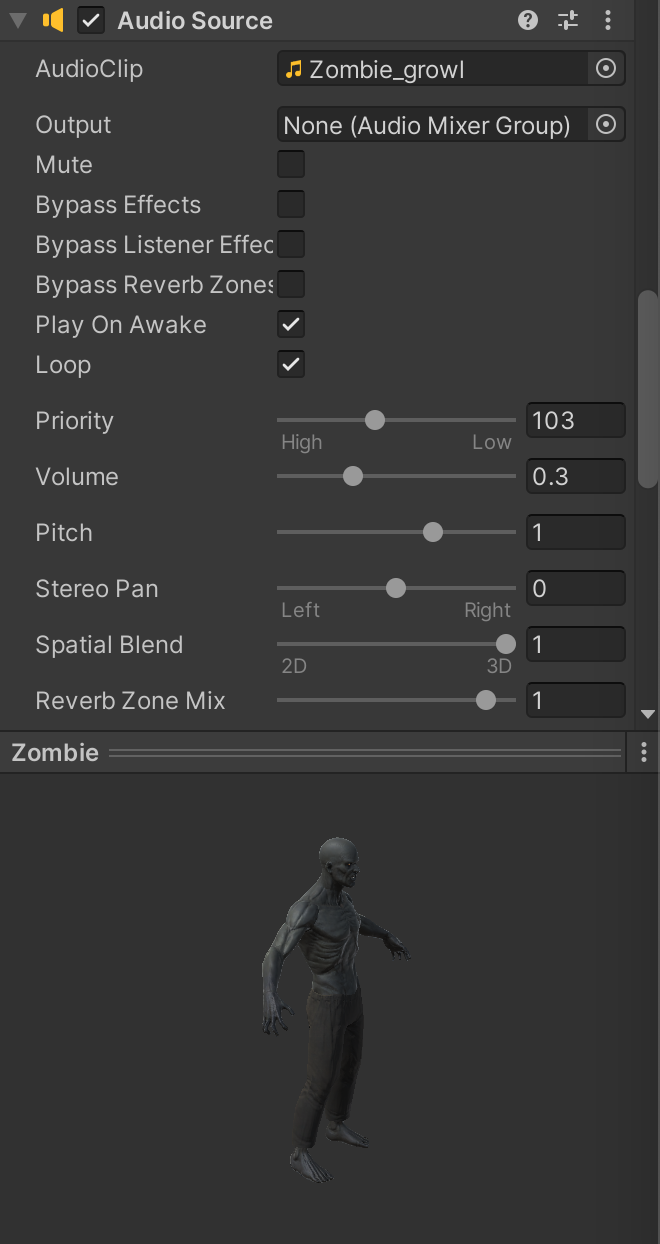 Audio Source
AudioClip Zombie_growl
Output None (Audio Mixer Group)
Mute
Bypass Effects
Bypass Listener Effec
Bypass Reverb Zones
Play On Awake
Loop
Priority 103
High Low
Volume 0.3
Pitch 1
Stereo Pan 0
Left Right
Spatial Blend 1
2D 3D
Reverb Zone Mix 1
Zombie